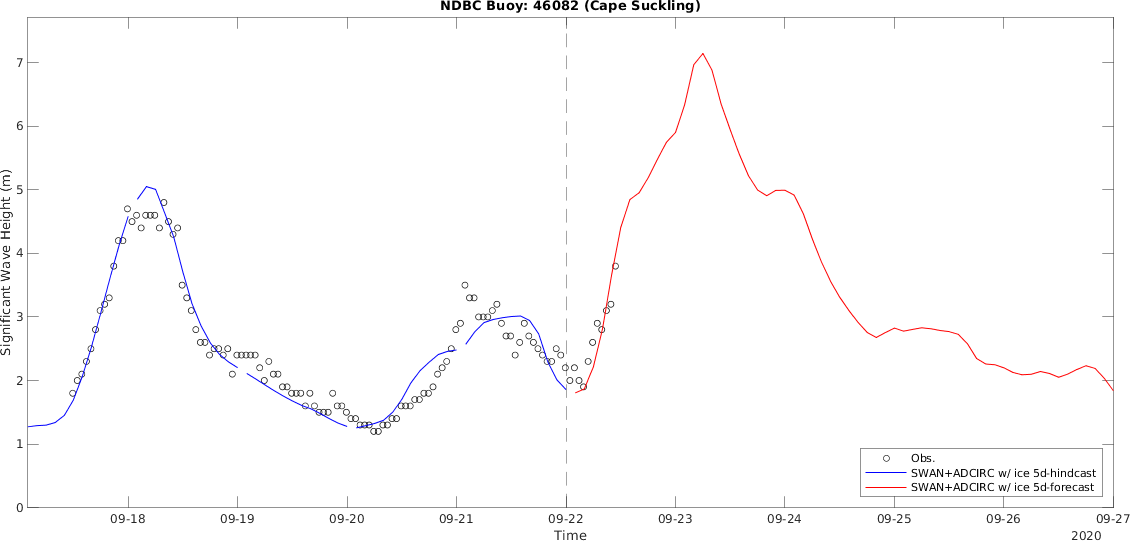 NDBC Buoy: 46082 (Cape Suckling)
Significant Wave Height (m)
7
6
5
4
3
2
1
0
Obs.
SWAN+ADCIRC w/ ice 5d-hindcast
SWAN+ADCIRC w/ ice 5d-forecast
09-18 09-19 09-20 09-21 09-22 09-23 09-24 09-25 09-26 09-27
Time
2020